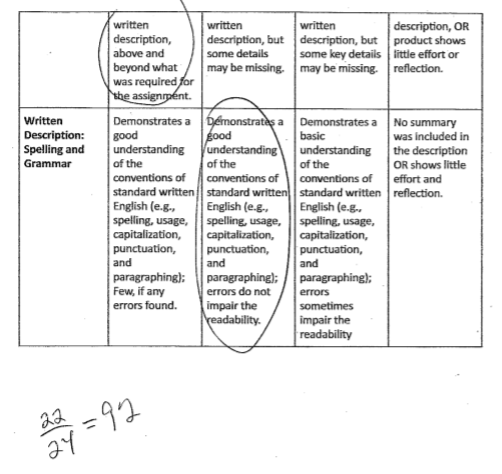 written
description,
above and
beyond what
was required for
the assignment.
written
description, but
some details
may be missing.
written
description, but
some key details
may be missing.
description, OR
product shows
little effort or
reflection.
Written
Description:
Spelling and
Grammar
Demonstrates a
good
understanding
of the
conventions of
standard written
English (e.g.,
spelling, usage,
capitalization,
punctuation,
and
paragraphing);
Few, if any
errors found.
Demonstrates a
good
understanding
of the
conventions of
standard written
English (e.g.,
spelling, usage,
capitalization,
punctuation,
and
paragraphing);
errors do not
impair the
readability.
Demonstrates a
basic
understanding
of the
conventions of
standard written
English (e.g.,
spelling, usage,
capitalization,
punctuation,
and
paragraphing);
errors
sometimes
impair the
readability
No summary
was included in
the description
OR shows little
effort and
reflection.
22/24 = 92